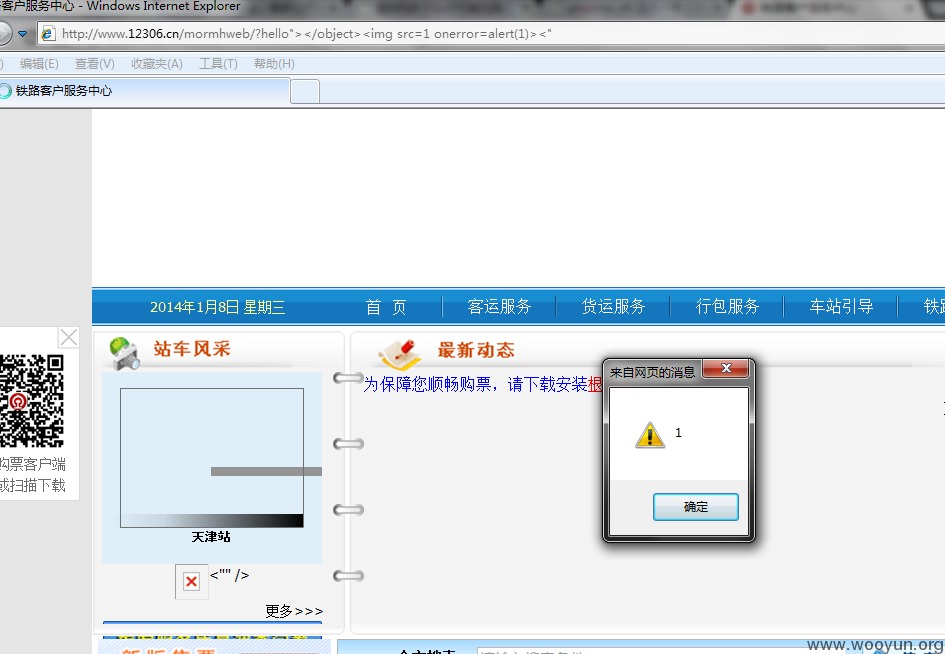 客户服务中心 - Windows Internet Explorer
http://www.12306.cn/mormhweb/?hello"></object><img src=1 onerror=alert(1)><"
) 编辑(E) 查看(V) 收藏夹(A) 工具(T) 帮助(H)
铁路客户服务中心
2014年1月8日 星期三 首 页 客运服务 货运服务 行包服务 车站引导 铁路
站车风采
最新动态
为保障您顺畅购票，请下载安装根
来自网页的消息
1
确定
购票客户端
或扫描下载
天津站
<"" />
更多>>>
新版售票
www.wooyun.org